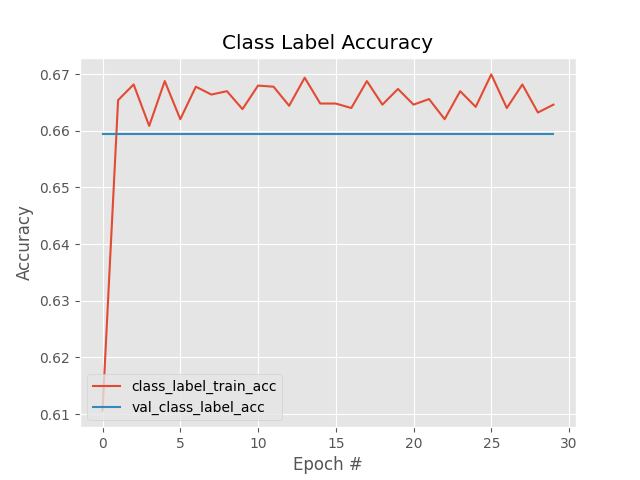 Class Label Accuracy
0.67
0.66
0.65
0.64
0.63
0.62
0.61
Accuracy
class_label_train_acc
val_class_label_acc
0 5 10 15 20 25 30
Epoch #